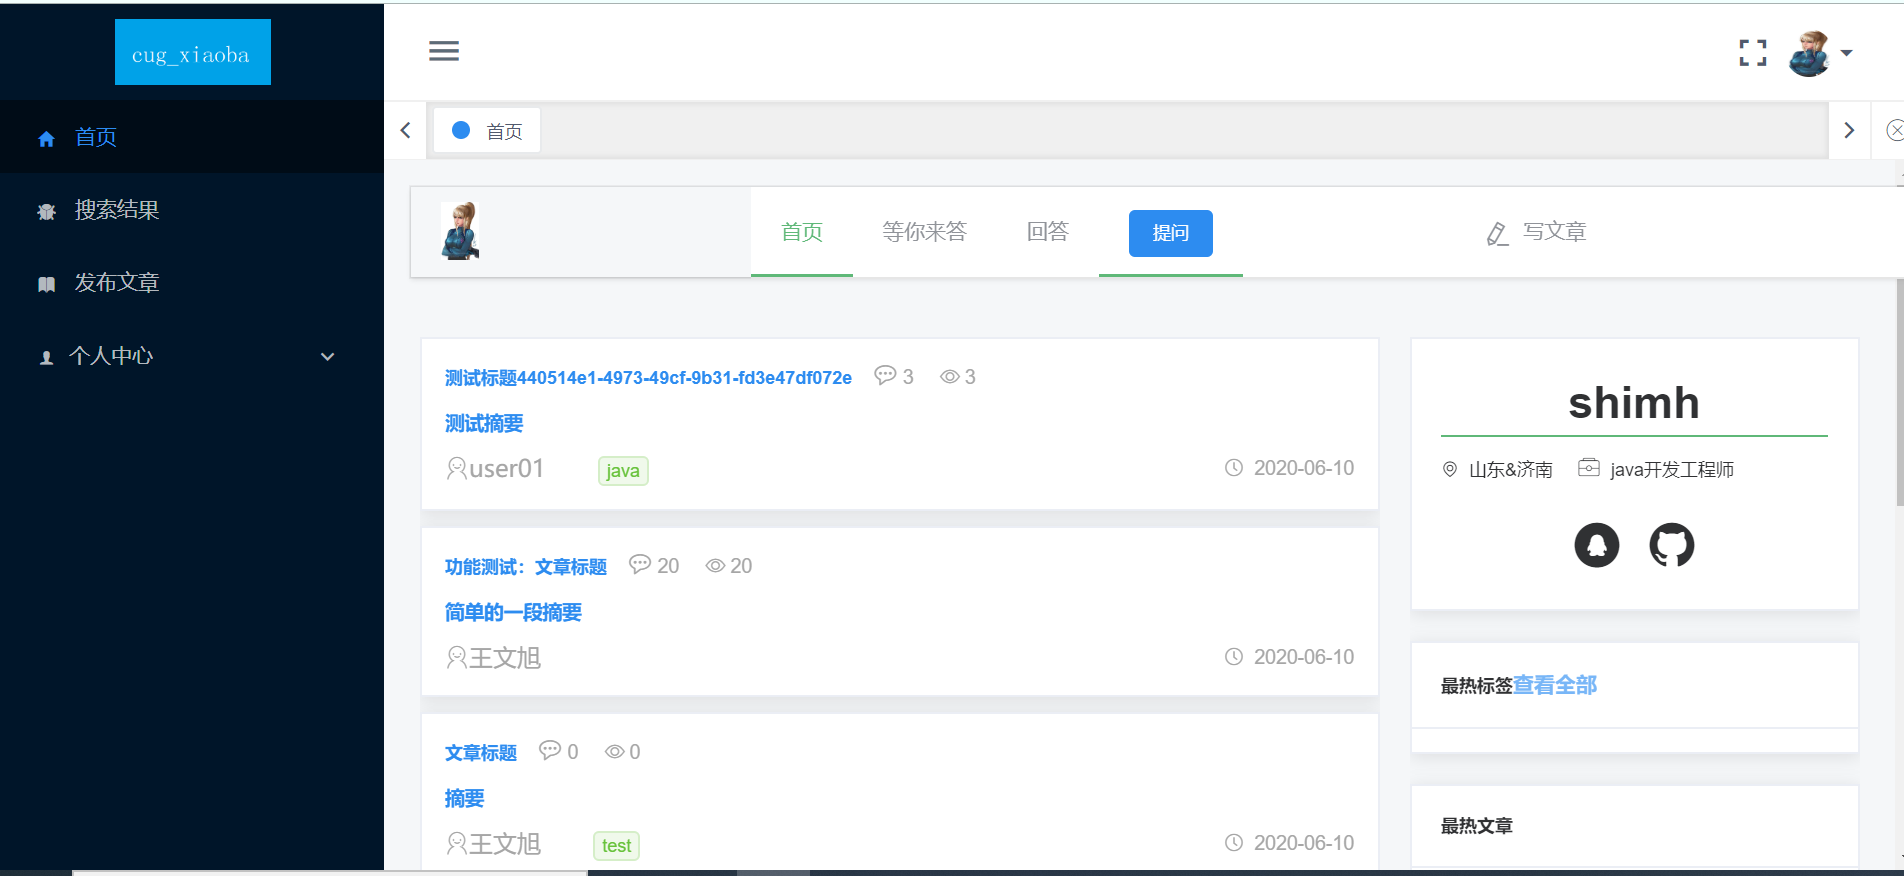 cug_xiaoba
首页
搜索结果
发布文章
个人中心
首页
首页 等你来答 回答 提问 写文章
测试标题440514e1-4973-49cf-9b31-fd3e47df072e 3 3
测试摘要
user01 java 2020-06-10
功能测试：文章标题 20 20
简单的一段摘要
王文旭 2020-06-10
文章标题 0 0
摘要
王文旭 test 2020-06-10
shimh
山东&济南 java开发工程师
最热标签查看全部
最热文章